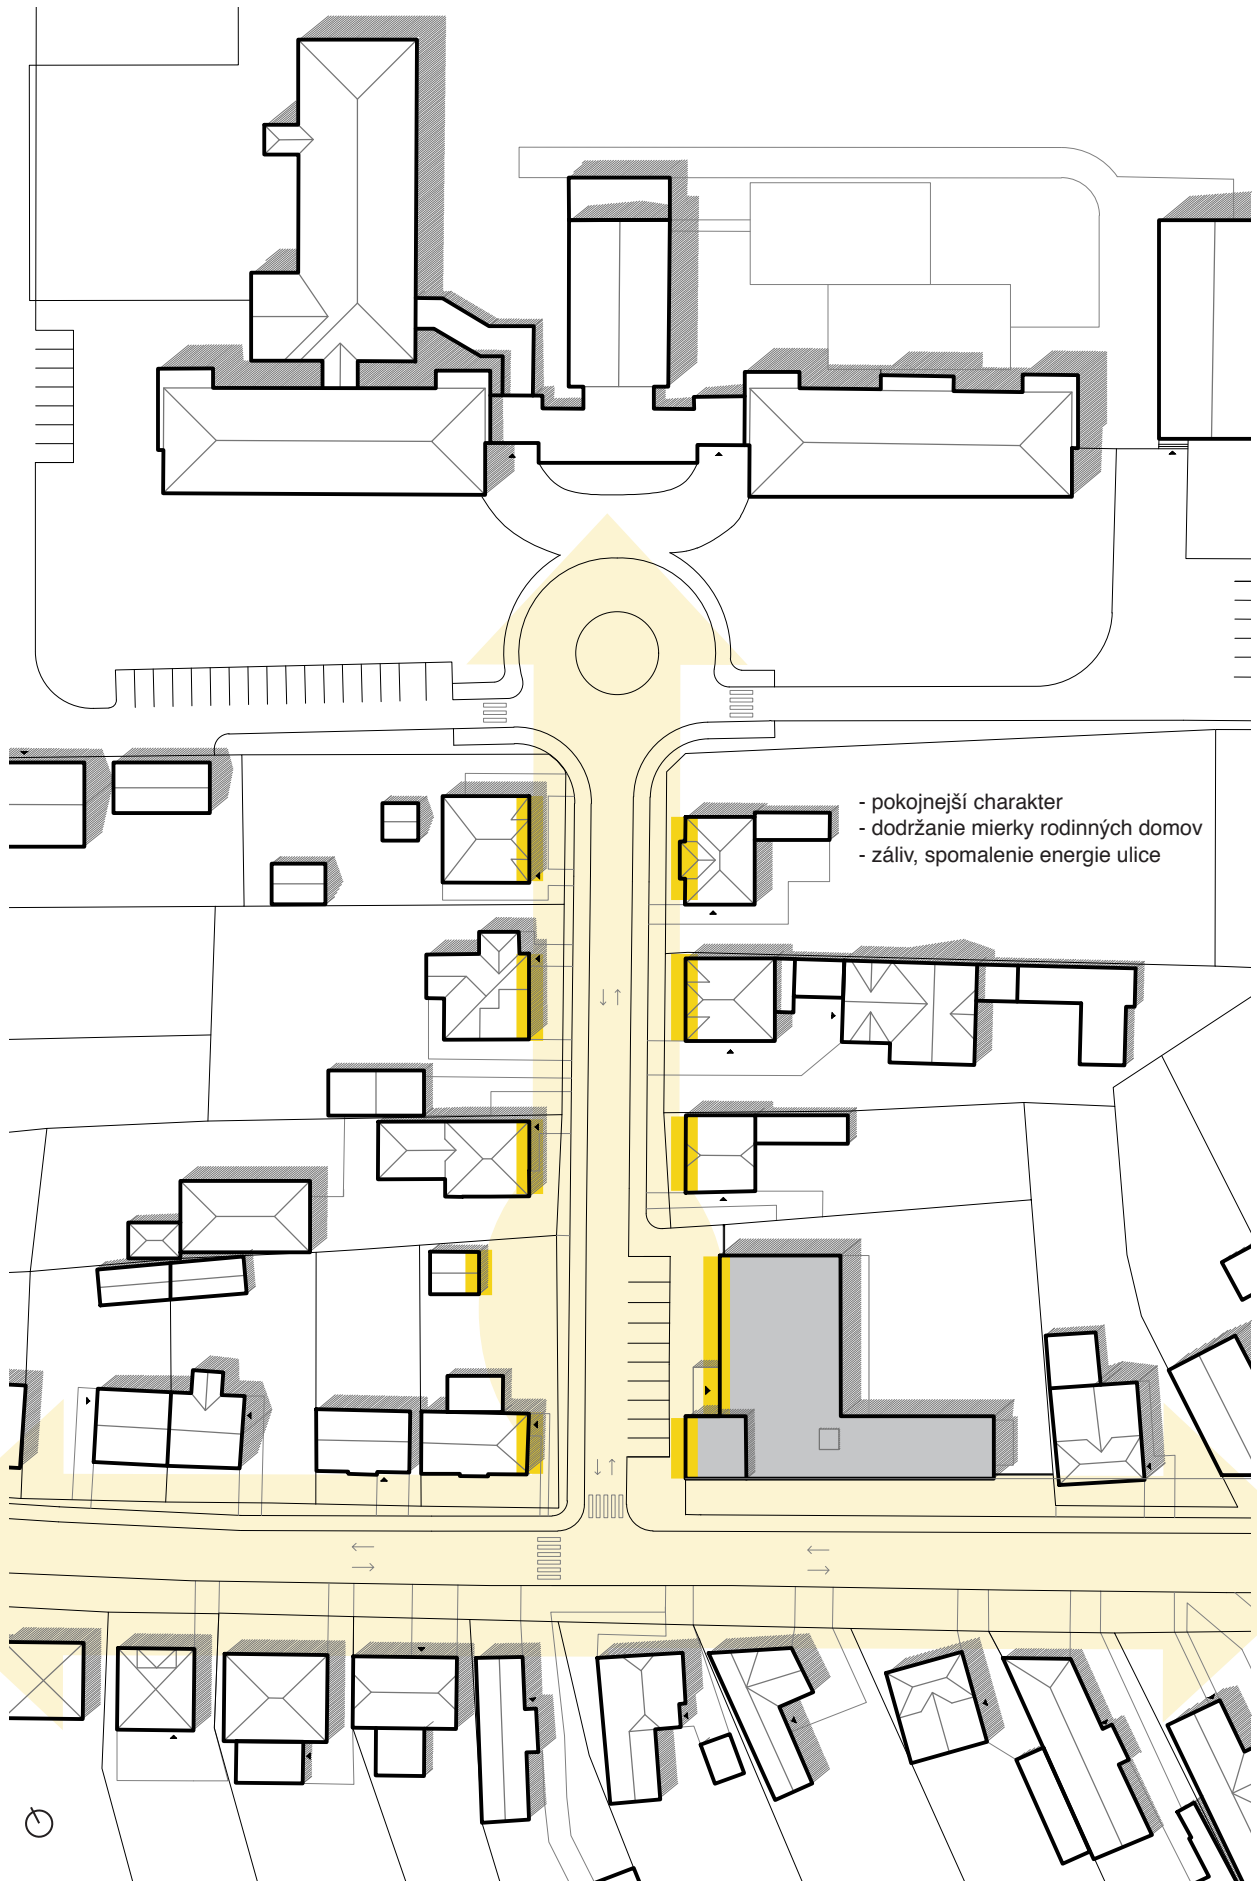 - pokojnejší charakter
- dodržanie mierky rodinných domov
- záliv, spomalenie energie ulice